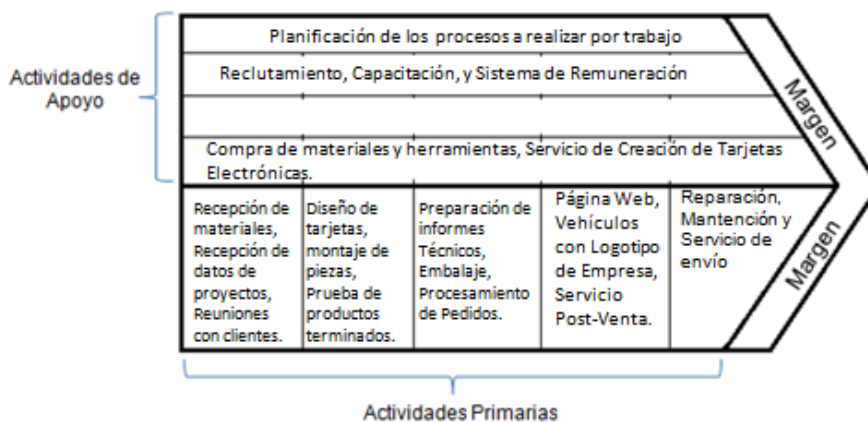 Planificación de los procesos a realizar por trabajo
Actividades de
Apoyo
Reclutamiento, Capacitación, y Sistema de Remuneración
Compra de materiales y herramientas, Servicio de Creación de Tarjetas
Electrónicas.
Margen
Recepción de
materiales,
Recepción de
datos de
proyectos,
Reuniones
con clientes.
Diseño de
tarjetas,
montaje de
piezas,
Prueba de
productos
terminados.
Preparación de
informes
Técnicos,
Embalaje,
Procesamiento
de Pedidos.
Página Web,
Vehículos
con Logotipo
de Empresa,
Servicio
Post-Venta.
Reparación,
Mantención y
Servicio de
envío
Margen
Actividades Primarias